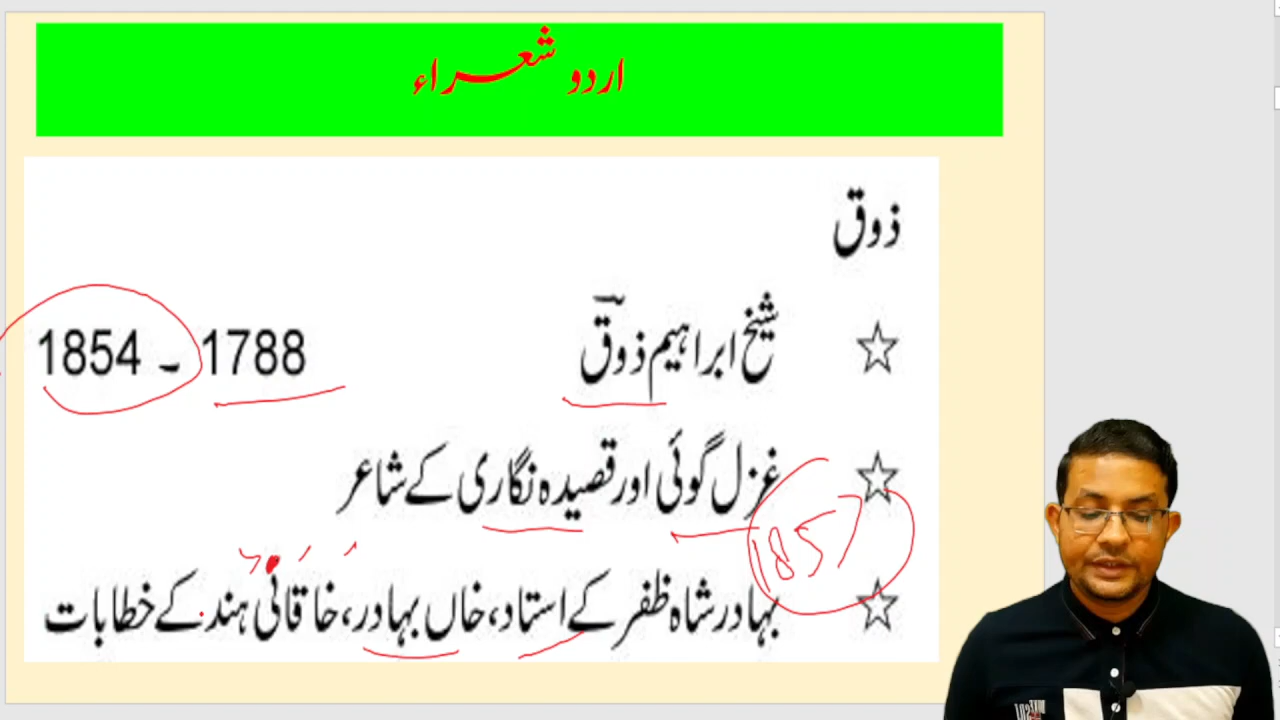 اردو شعراء
ذوق
☆ شیخ ابراہیم ذوقؔ 1788 ۔ 1854
☆ غزل گوئی اور قصیدہ نگاری کے شاعر
1857
☆ بہادر شاہ ظفر کے استاد، خاں بہادر، خاقانی ہند کے خطابات